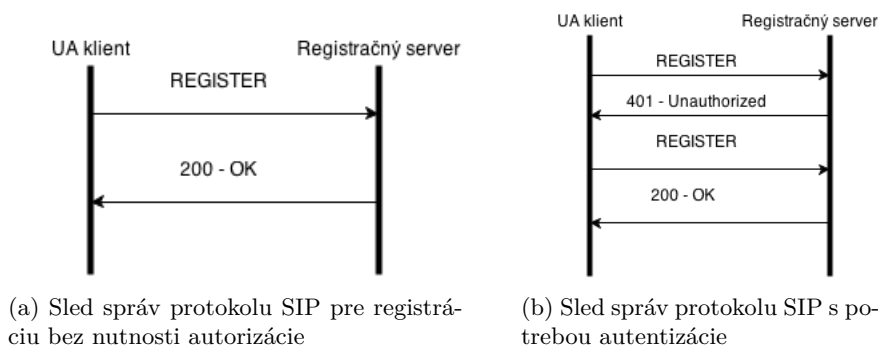 UA klient
Registračný server
REGISTER
200 - OK
(a) Sled správ protokolu SIP pre registrá-
ciu bez nutnosti autorizácie
UA klient
Registračný server
REGISTER
401 - Unauthorized
REGISTER
200 - OK
(b) Sled správ protokolu SIP s po-
trebou autentizácie